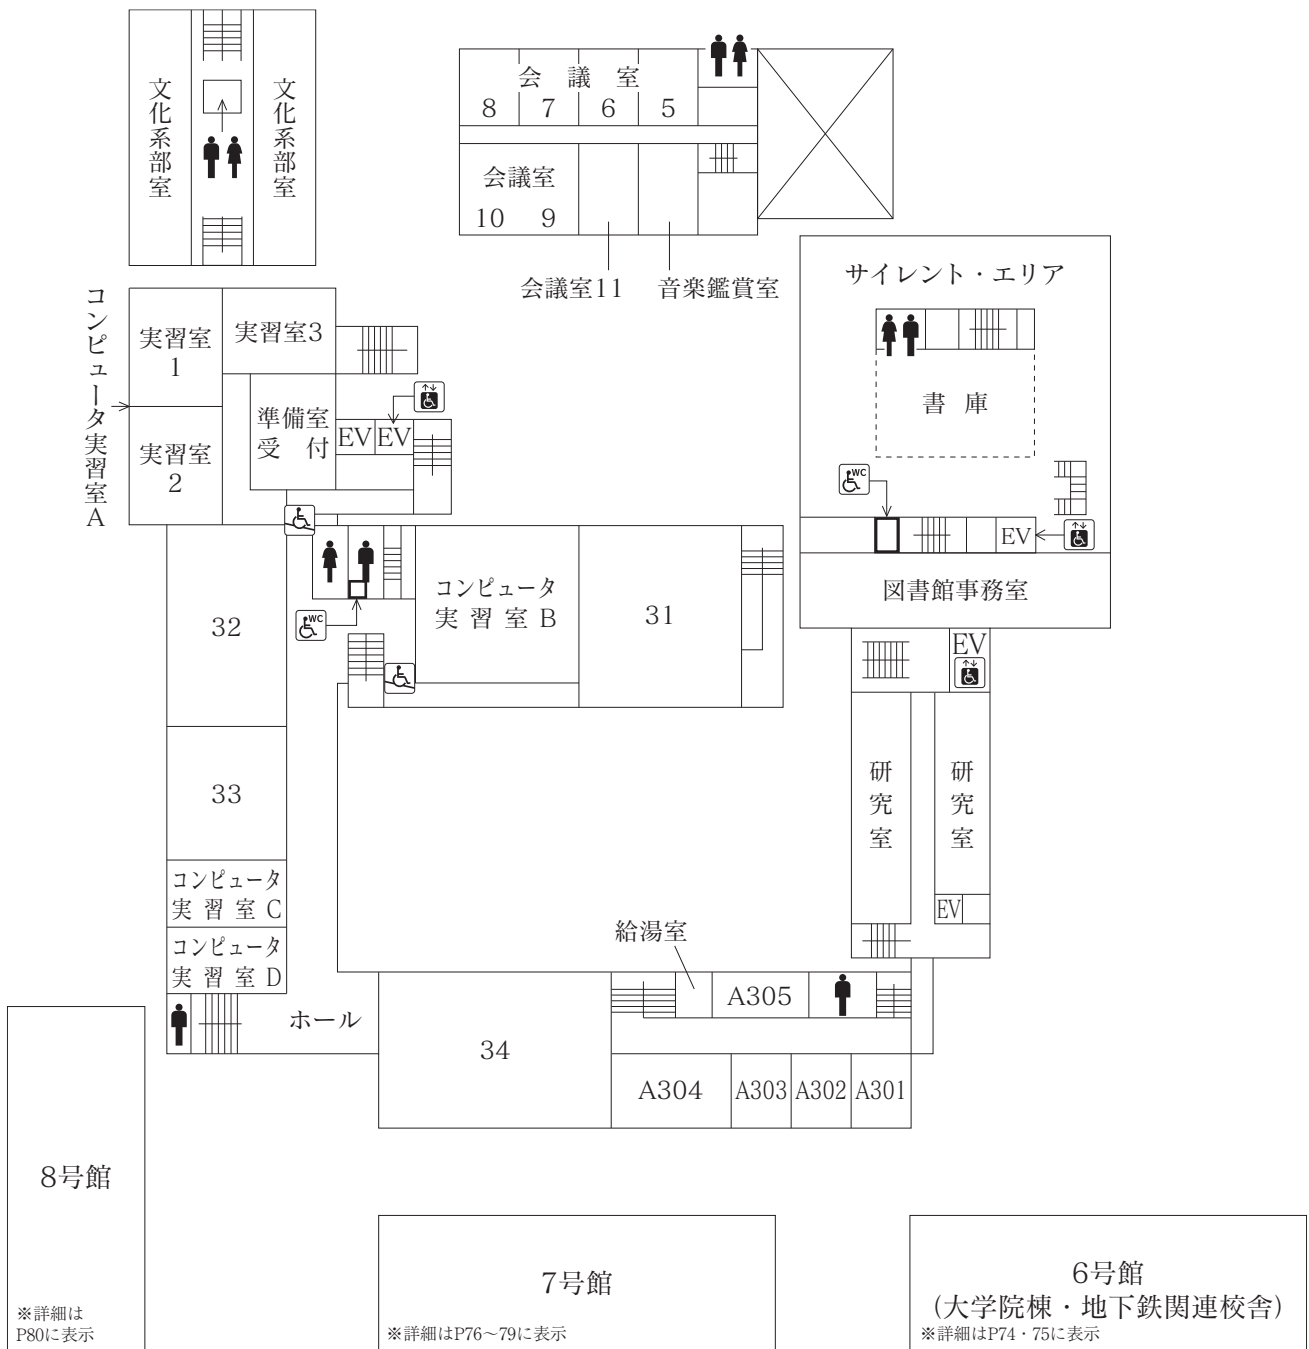 文化系部室
文化系部室
会 議 室
8 7 6 5
会議室
10 9
会議室11
音楽鑑賞室
サイレント・エリア
書 庫
WC
EV
図書館事務室
コンピュータ実習室A
実習室
1
実習室3
実習室
2
準備室
受 付
EV
EV
32
WC
コンピュータ
実 習 室 B
31
33
コンピュータ
実 習 室 C
コンピュータ
実 習 室 D
ホール
EV
研究室
研究室
EV
給湯室
A305
34
A304
A303
A302
A301
8号館
※詳細は
P80に表示
7号館
※詳細はP76～79に表示
6号館
(大学院棟・地下鉄関連校舎)
※詳細はP74・75に表示